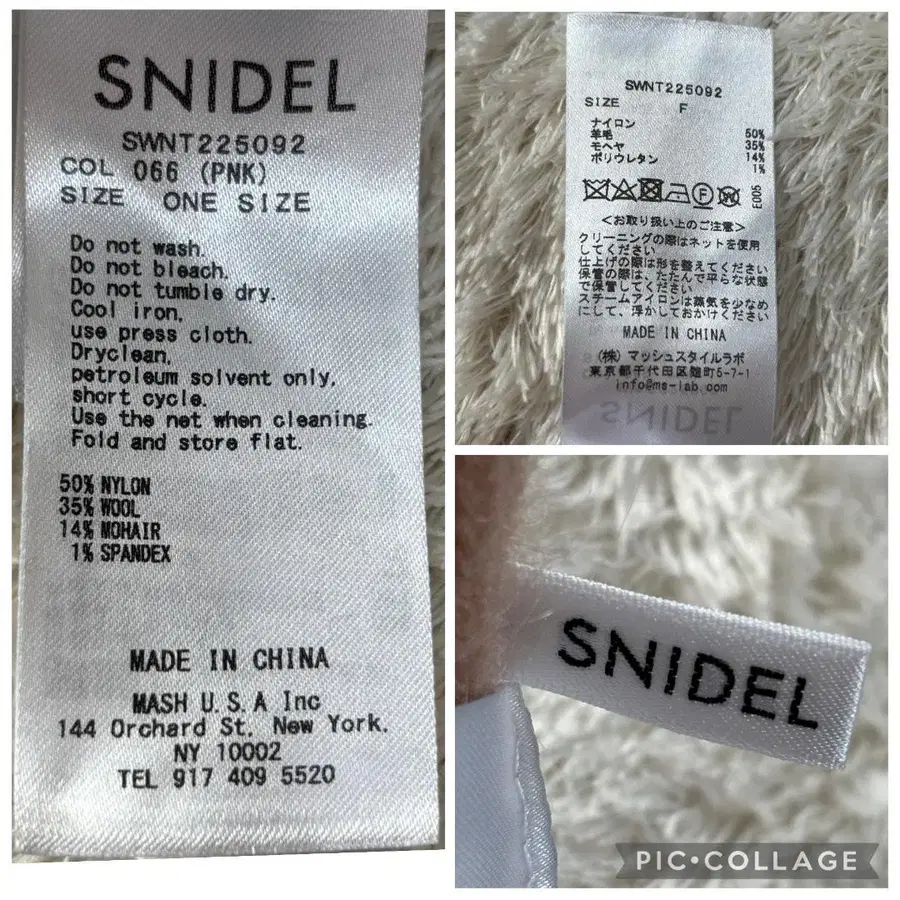 SNIDEL
SWNT225092
COL 066 (PNK)
SIZE ONE SIZE
Do not wash.
Do not bleach.
Do not tumble dry.
Cool iron.
use press cloth.
Dryclean.
petroleum solvent only.
short cycle.
Use the net when cleaning.
Fold and store flat.
50% NYLON
35% WOOL
14% MOHAIR
1% SPANDEX
MADE IN CHINA
MASH U.S.A Inc
144 Orchard St. New York.
NY 10002
TEL 917 409 5520
SWNT225092
SIZE F
ナイロン 50%
羊毛 35%
モヘヤ 14%
ポリウレタン 1%
E005
<お取り扱い上のご注意>
クリーニングの際はネットを使用
してください
仕上げの際は形を整えてください
保管の際は、たたんで平らな状態
で保管してください
スチームアイロンは蒸気を少なめ
にして、浮かしておかけください
MADE IN CHINA
(株) マッシュスタイルラボ
東京都千代田区麹町5-7-1
info@ms-lab.com
SNIDEL
SNIDEL
PIC•COLLAGE